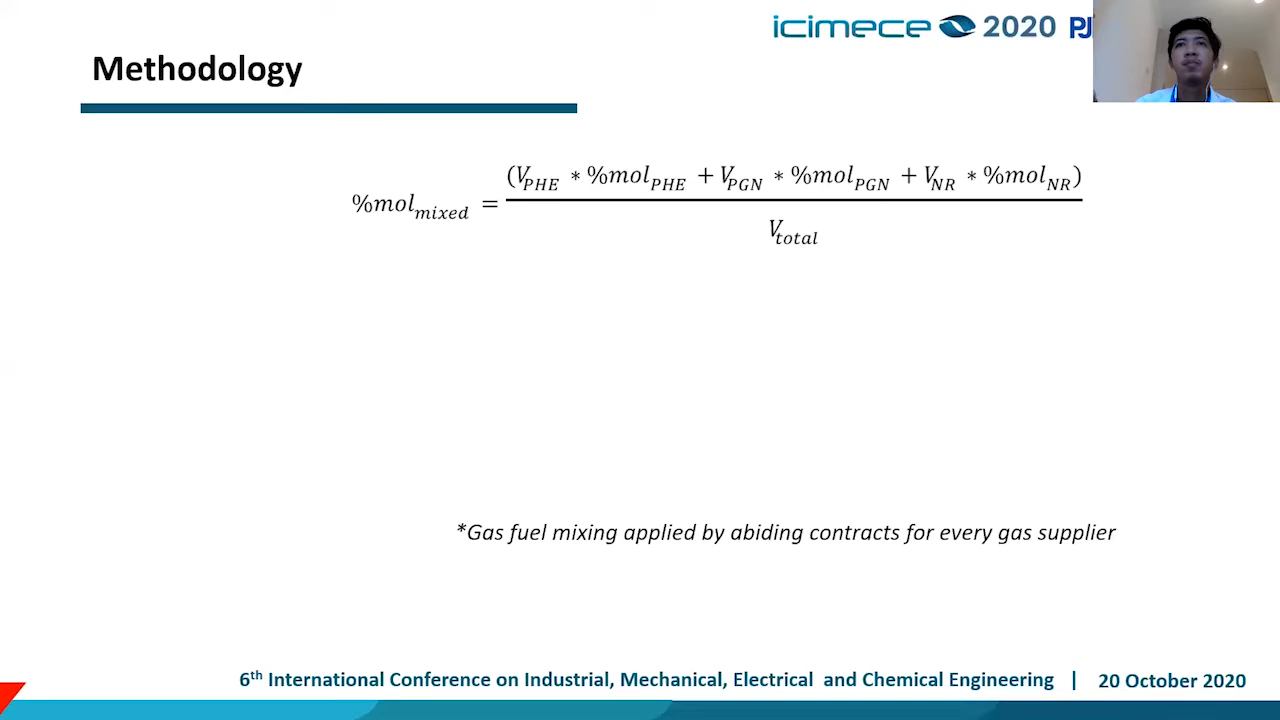 icimece 2020 PJ
Methodology
%mol_mixed = (V_PHE * %mol_PHE + V_PGN * %mol_PGN + V_NR * %mol_NR) / V_total
*Gas fuel mixing applied by abiding contracts for every gas supplier
6th International Conference on Industrial, Mechanical, Electrical and Chemical Engineering | 20 October 2020